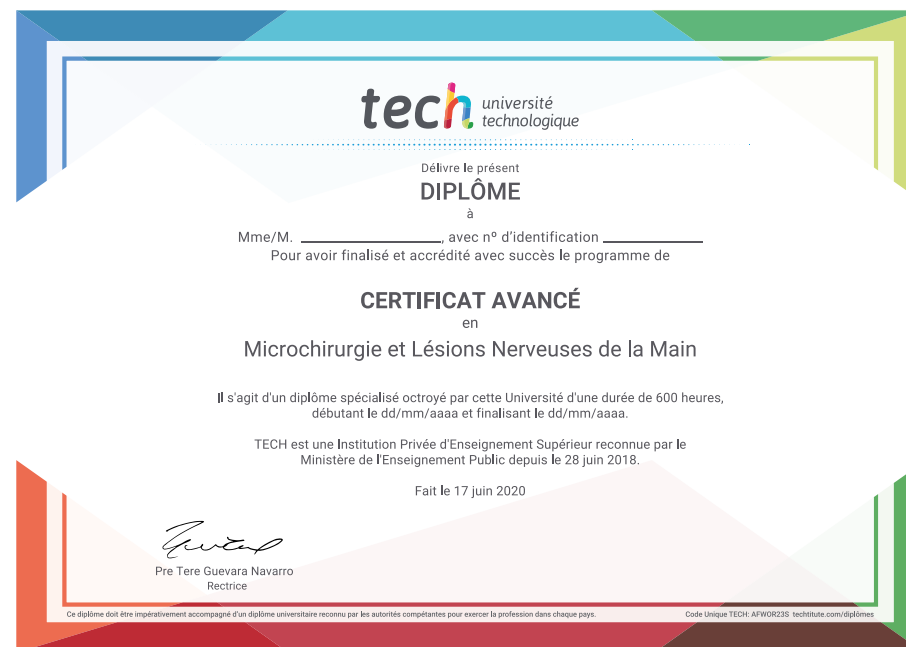 tech université
technologique
Délivre le présent
DIPLÔME
à
Mme/M. ____________________, avec nº d'identification ______________
Pour avoir finalisé et accrédité avec succès le programme de
CERTIFICAT AVANCÉ
en
Microchirurgie et Lésions Nerveuses de la Main
Il s'agit d'un diplôme spécialisé octroyé par cette Université d'une durée de 600 heures,
débutant le dd/mm/aaaa et finalisant le dd/mm/aaaa.
TECH est une Institution Privée d'Enseignement Supérieur reconnue par le
Ministère de l'Enseignement Public depuis le 28 juin 2018.
Fait le 17 juin 2020
Pre Tere Guevara Navarro
Rectrice
Ce diplôme doit être impérativement accompagné d'un diplôme universitaire reconnu par les autorités compétantes pour exercer la profession dans chaque pays.
Code Unique TECH: AFWOR23S techtitute.com/diplômes